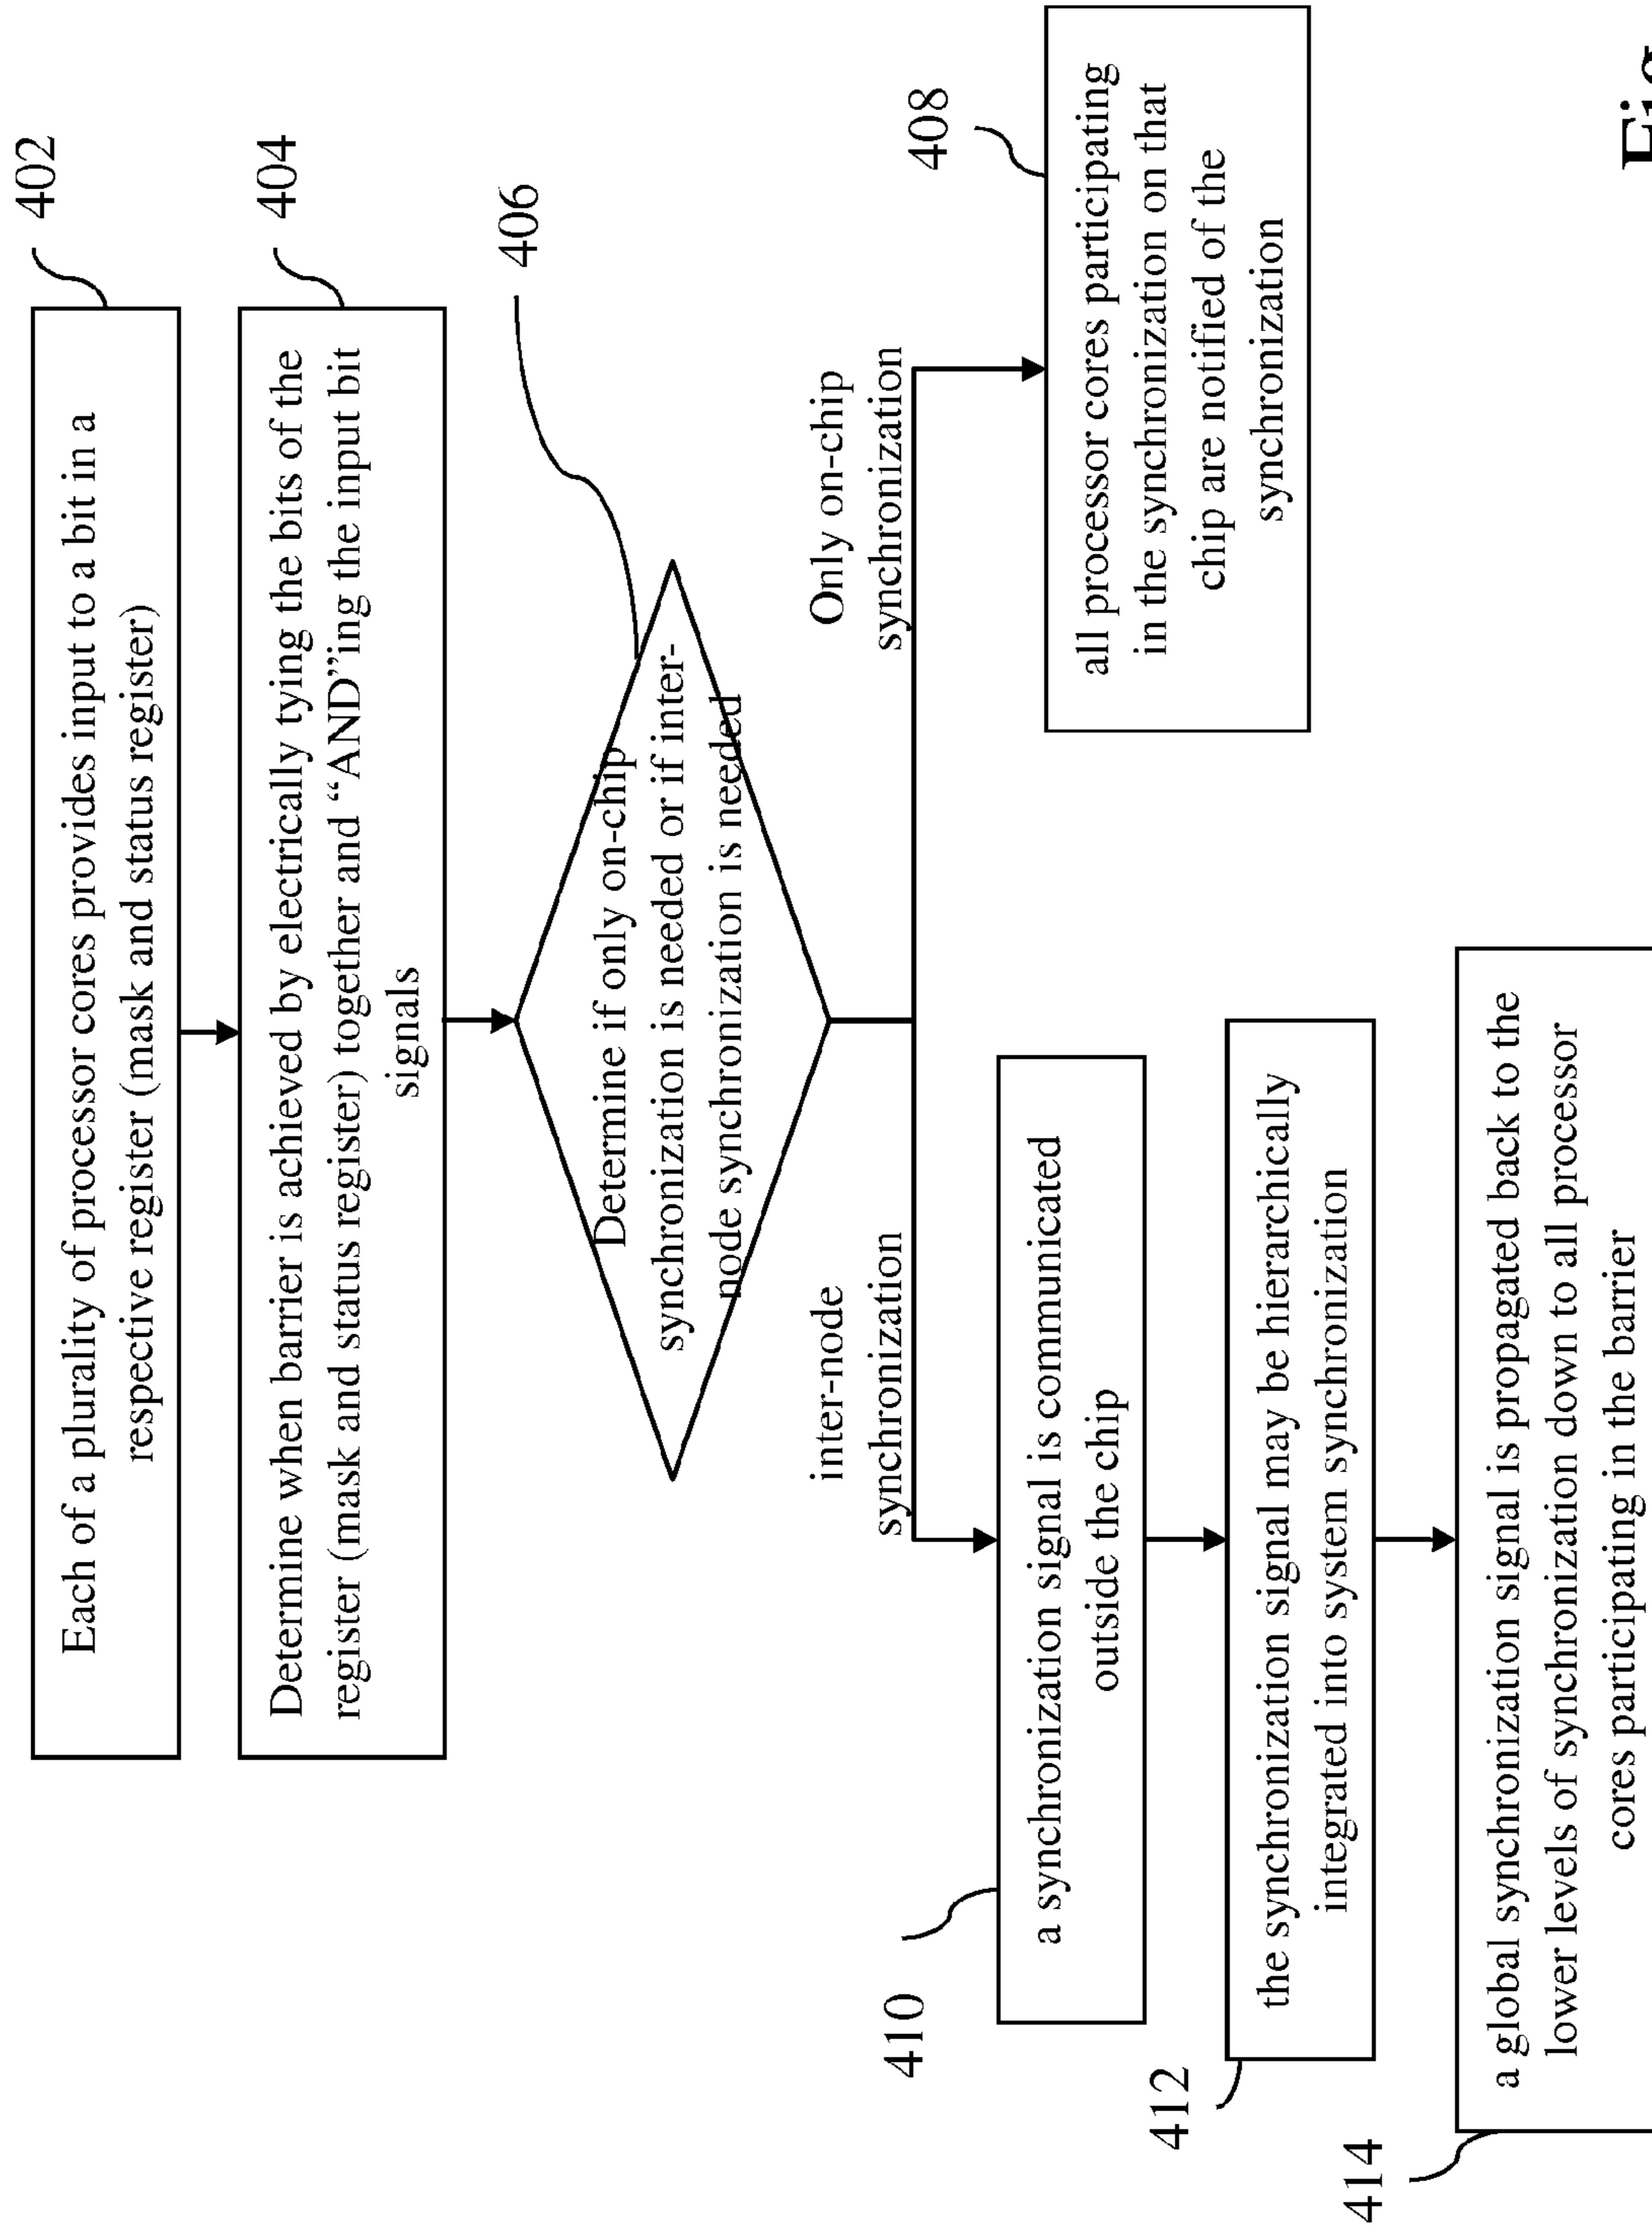 402
Each of a plurality of processor cores provides input to a bit in a
respective register (mask and status register)
404
Determine when barrier is achieved by electrically tying the bits of the
register (mask and status register) together and “AND”ing the input bit
signals
406
Determine if only on-chip
synchronization is needed or if inter-
node synchronization is needed
inter-node
synchronization
Only on-chip
synchronization
408
all processor cores participating
in the synchronization on that
chip are notified of the
synchronization
410
a synchronization signal is communicated
outside the chip
412
the synchronization signal may be hierarchically
integrated into system synchronization
414
a global synchronization signal is propagated back to the
lower levels of synchronization down to all processor
cores participating in the barrier